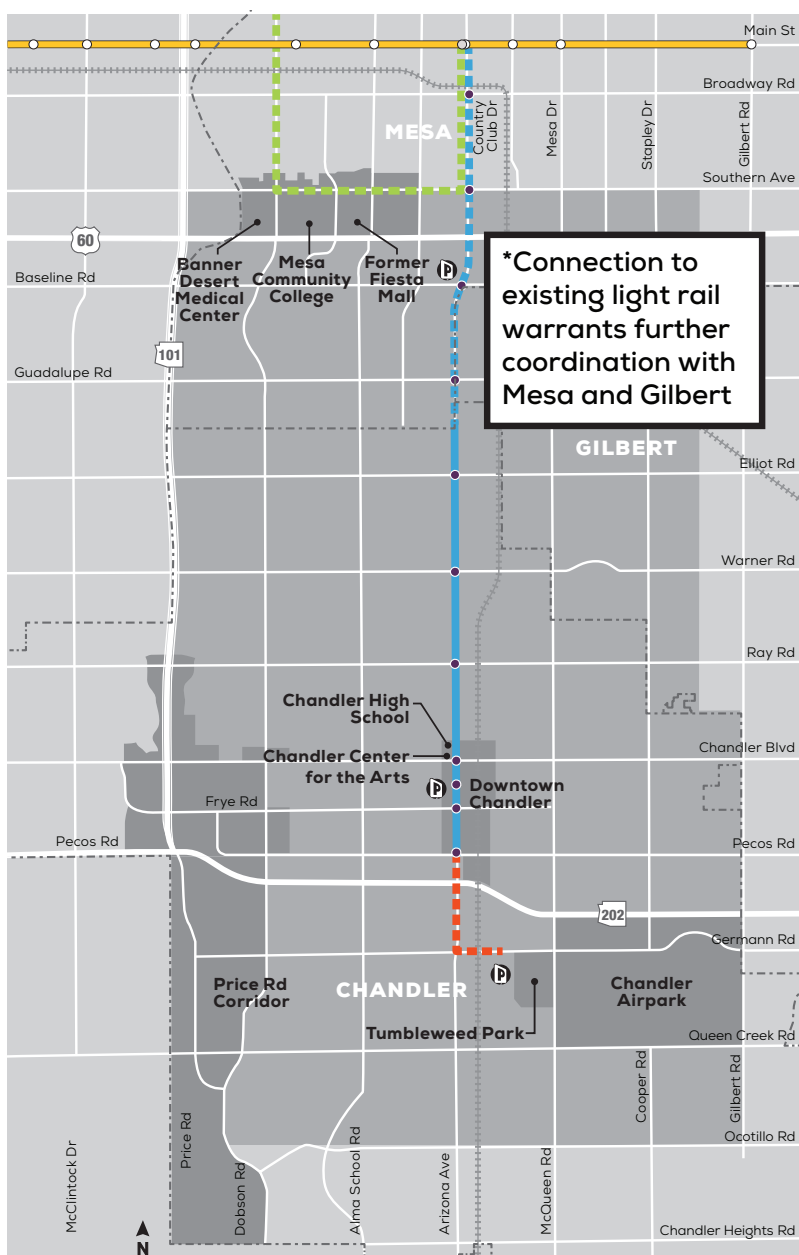 Main St
Broadway Rd
Country
Club Dr
Mesa Dr
Stapley Dr
Gilbert Rd
MESA
Southern Ave
60
Banner
Desert
Medical
Center
Mesa
Community
College
Former
Fiesta
Mall
P
*Connection to
existing light rail
warrants further
coordination with
Mesa and Gilbert
Baseline Rd
101
Guadalupe Rd
GILBERT
Elliot Rd
Warner Rd
Ray Rd
Chandler High
School
Chandler Center
for the Arts
Chandler Blvd
P
Downtown
Chandler
Frye Rd
Pecos Rd
Pecos Rd
202
Germann Rd
P
Price Rd
Corridor
CHANDLER
Chandler
Airpark
Tumbleweed Park
Queen Creek Rd
Cooper Rd
Gilbert Rd
Ocotillo Rd
McClintock Dr
Price Rd
Dobson Rd
Alma School Rd
Arizona Ave
McQueen Rd
Chandler Heights Rd
N